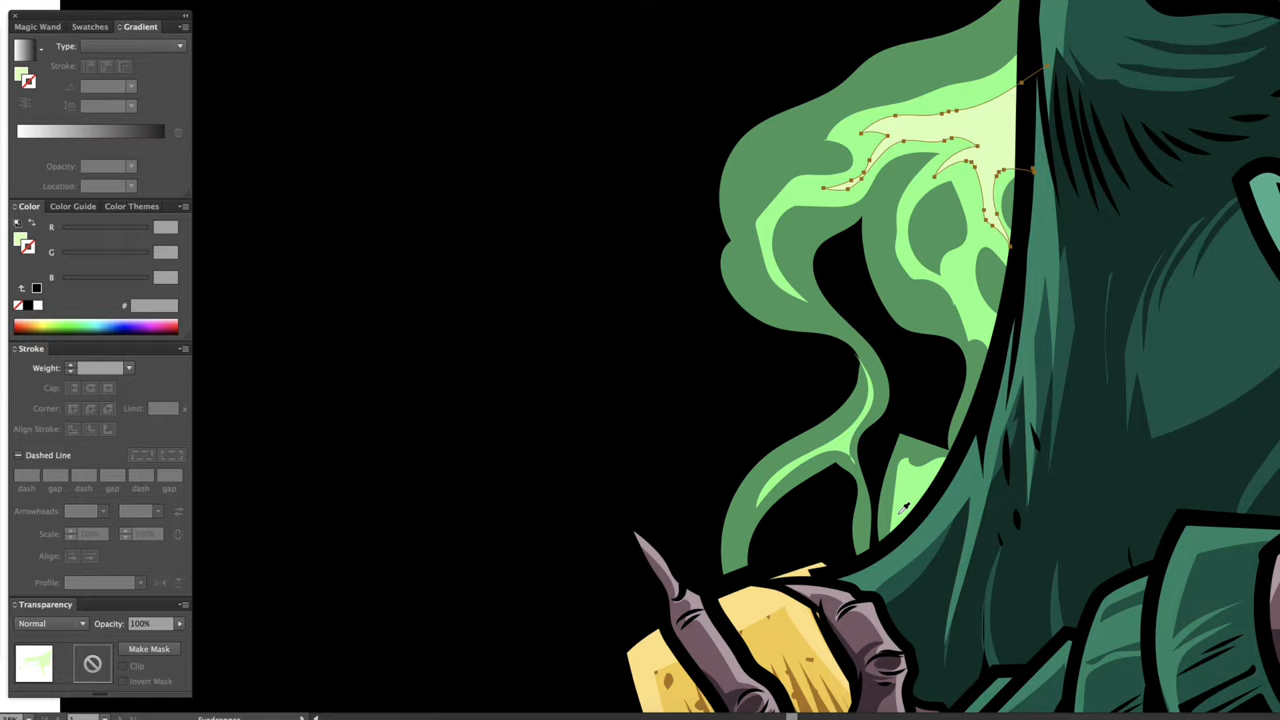 Magic Wand Swatches Gradient
Type:
Stroke:
Opacity:
Location:
Color Color Guide Color Themes
R
G
B
#
Stroke
Weight:
Cap:
Corner: Limit: x
Align Stroke:
Dashed Line
dash gap dash gap dash gap
Arrowheads:
Scale: 100% 100%
Align:
Profile:
Transparency
Normal Opacity: 100%
Make Mask
Clip
Invert Mask